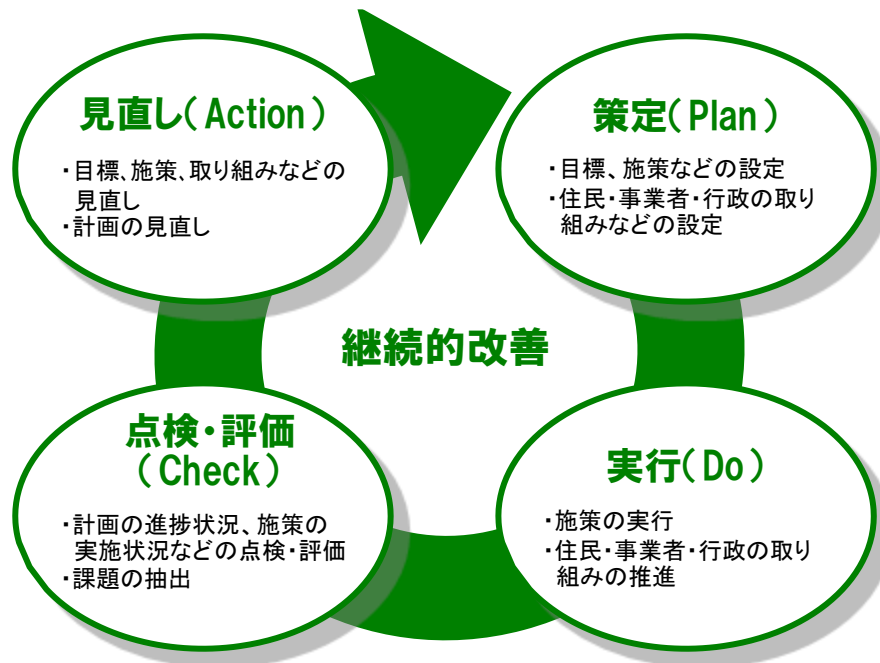 見直し(Action)
・目標、施策、取り組みなどの
見直し
・計画の見直し
策定(Plan)
・目標、施策などの設定
・住民・事業者・行政の取り
組みなどの設定
継続的改善
点検・評価
(Check)
・計画の進捗状況、施策の
実施状況などの点検・評価
・課題の抽出
実行(Do)
・施策の実行
・住民・事業者・行政の取り
組みの推進